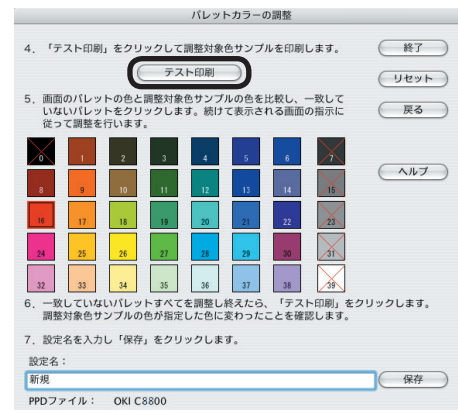 パレットカラーの調整
4. 「テスト印刷」をクリックして調整対象色サンプルを印刷します。
終了
テスト印刷
リセット
5. 画面のパレットの色と調整対象色サンプルの色を比較し、一致して
いないパレットをクリックします。続けて表示される画面の指示に
従って調整を行います。
戻る
ヘルプ
0 1 2 3 4 5 6 7
8 9 10 11 12 13 14 15
16 17 18 19 20 21 22 23
24 25 26 27 28 29 30 31
32 33 34 35 36 37 38 39
6. 一致していないパレットすべてを調整し終えたら、「テスト印刷」をクリックします。
調整対象色サンプルの色が指定した色に変わったことを確認します。
7. 設定名を入力し「保存」をクリックします。
設定名：
新規
保存
PPDファイル： OKI C8800